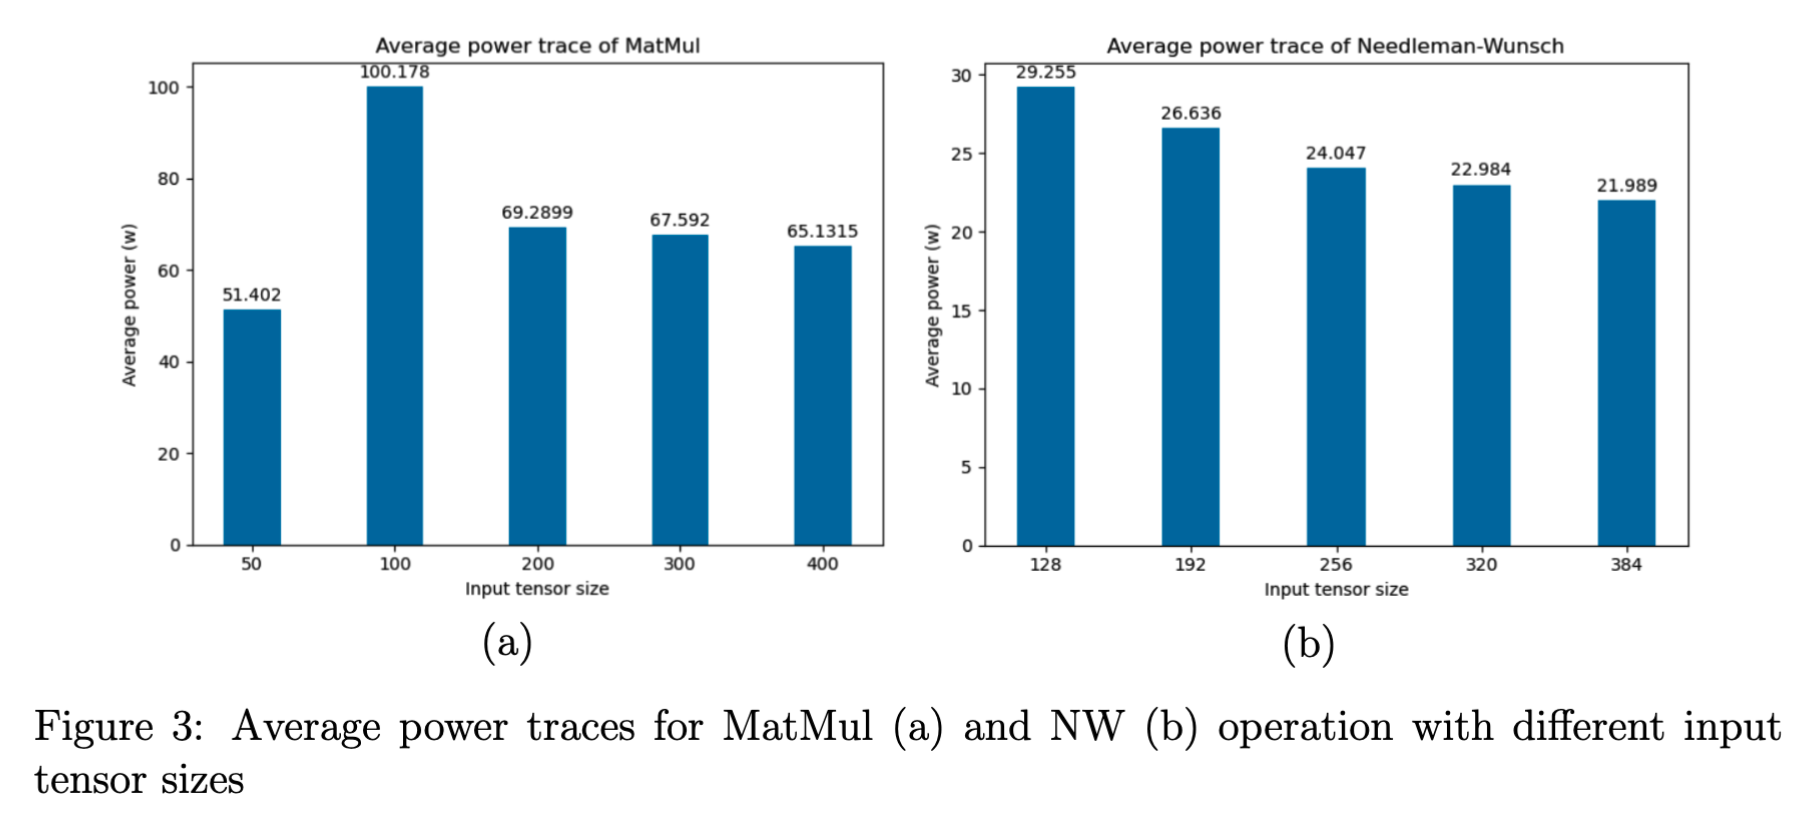 Average power trace of MatMul
100.178
69.2899
67.592
65.1315
51.402
100
80
60
40
20
0
Average power (w)
50 100 200 300 400
Input tensor size
(a)
Average power trace of Needleman-Wunsch
29.255
26.636
24.047
22.984
21.989
30
25
20
15
10
5
0
Average power (w)
128 192 256 320 384
Input tensor size
(b)
Figure 3: Average power traces for MatMul (a) and NW (b) operation with different input
tensor sizes